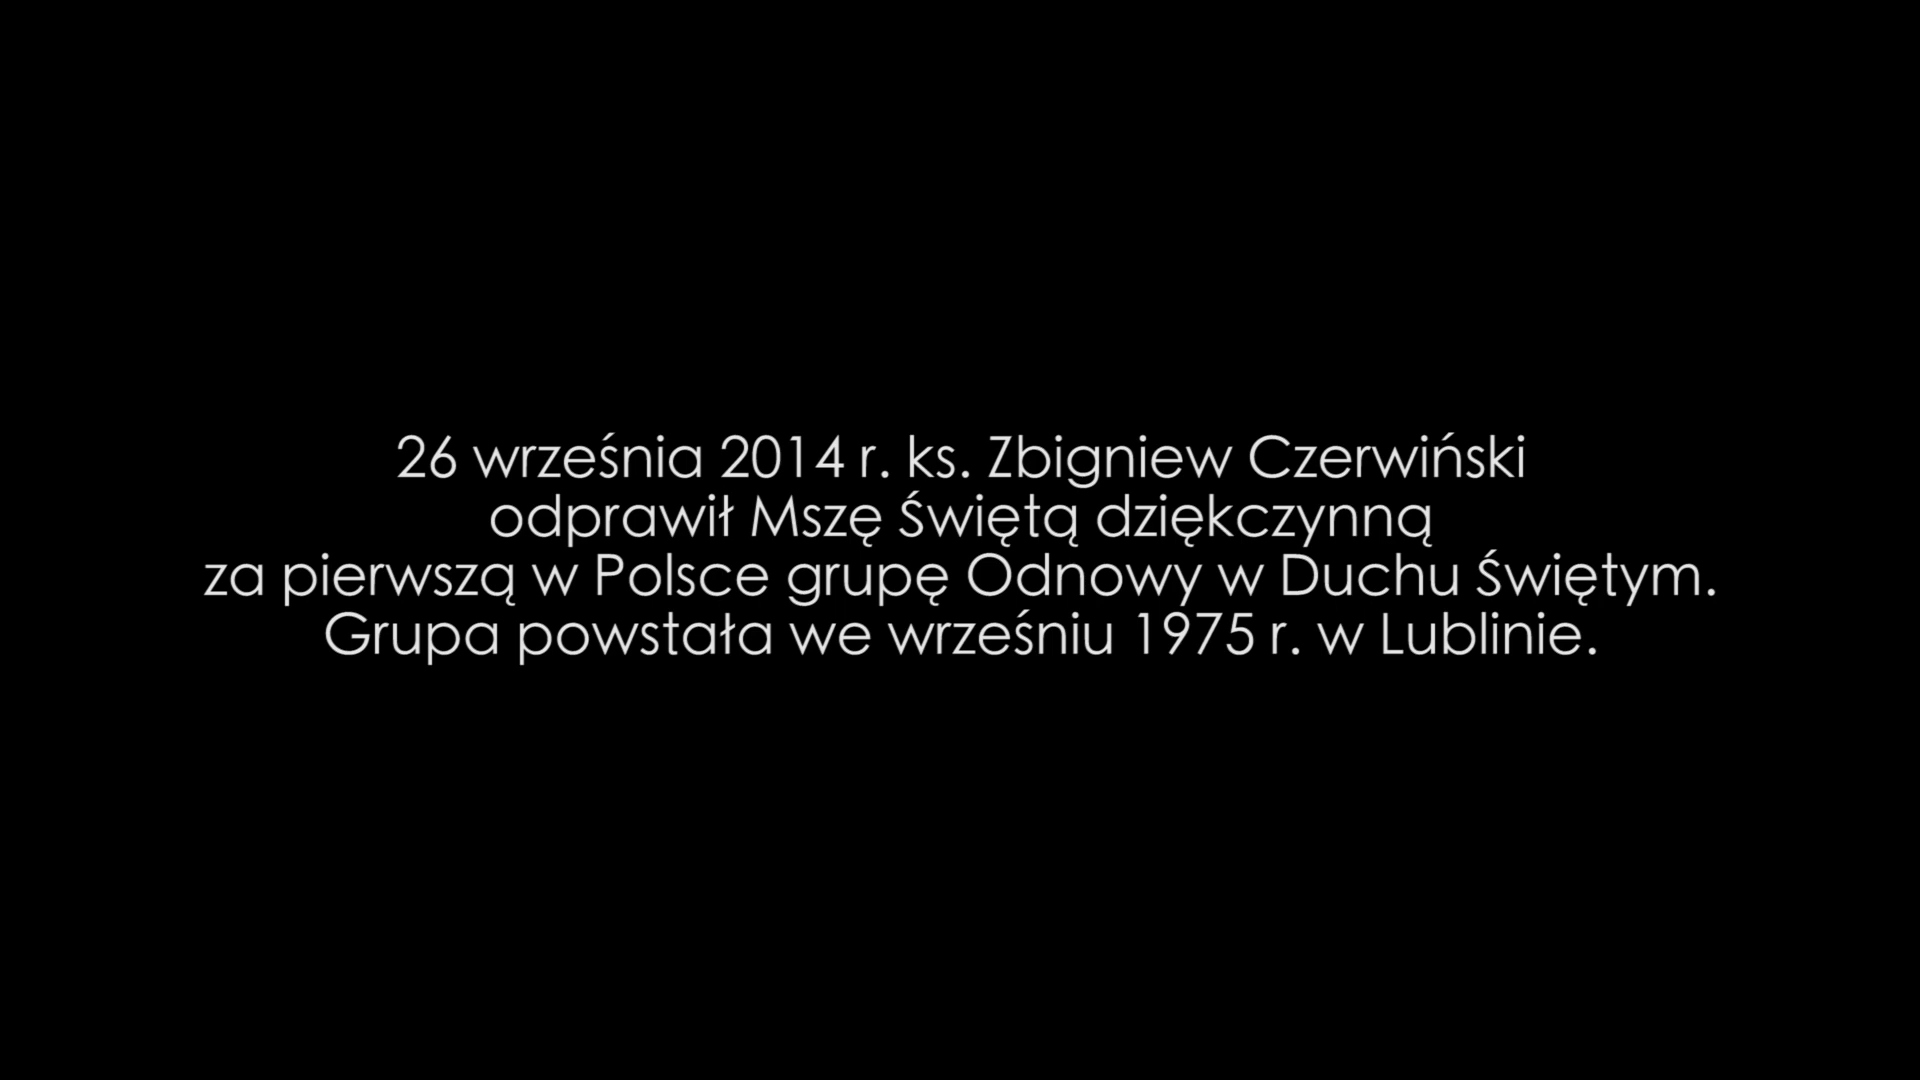 26 września 2014 r. ks. Zbigniew Czerwiński
odprawił Mszę Świętą dziękczynną
za pierwszą w Polsce grupę Odnowy w Duchu Świętym.
Grupa powstała we wrześniu 1975 r. w Lublinie.